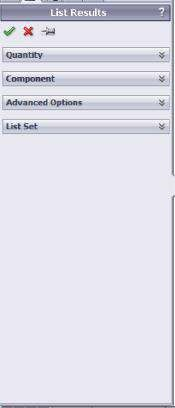 List Results ?
Quantity
Component
Advanced Options
List Set